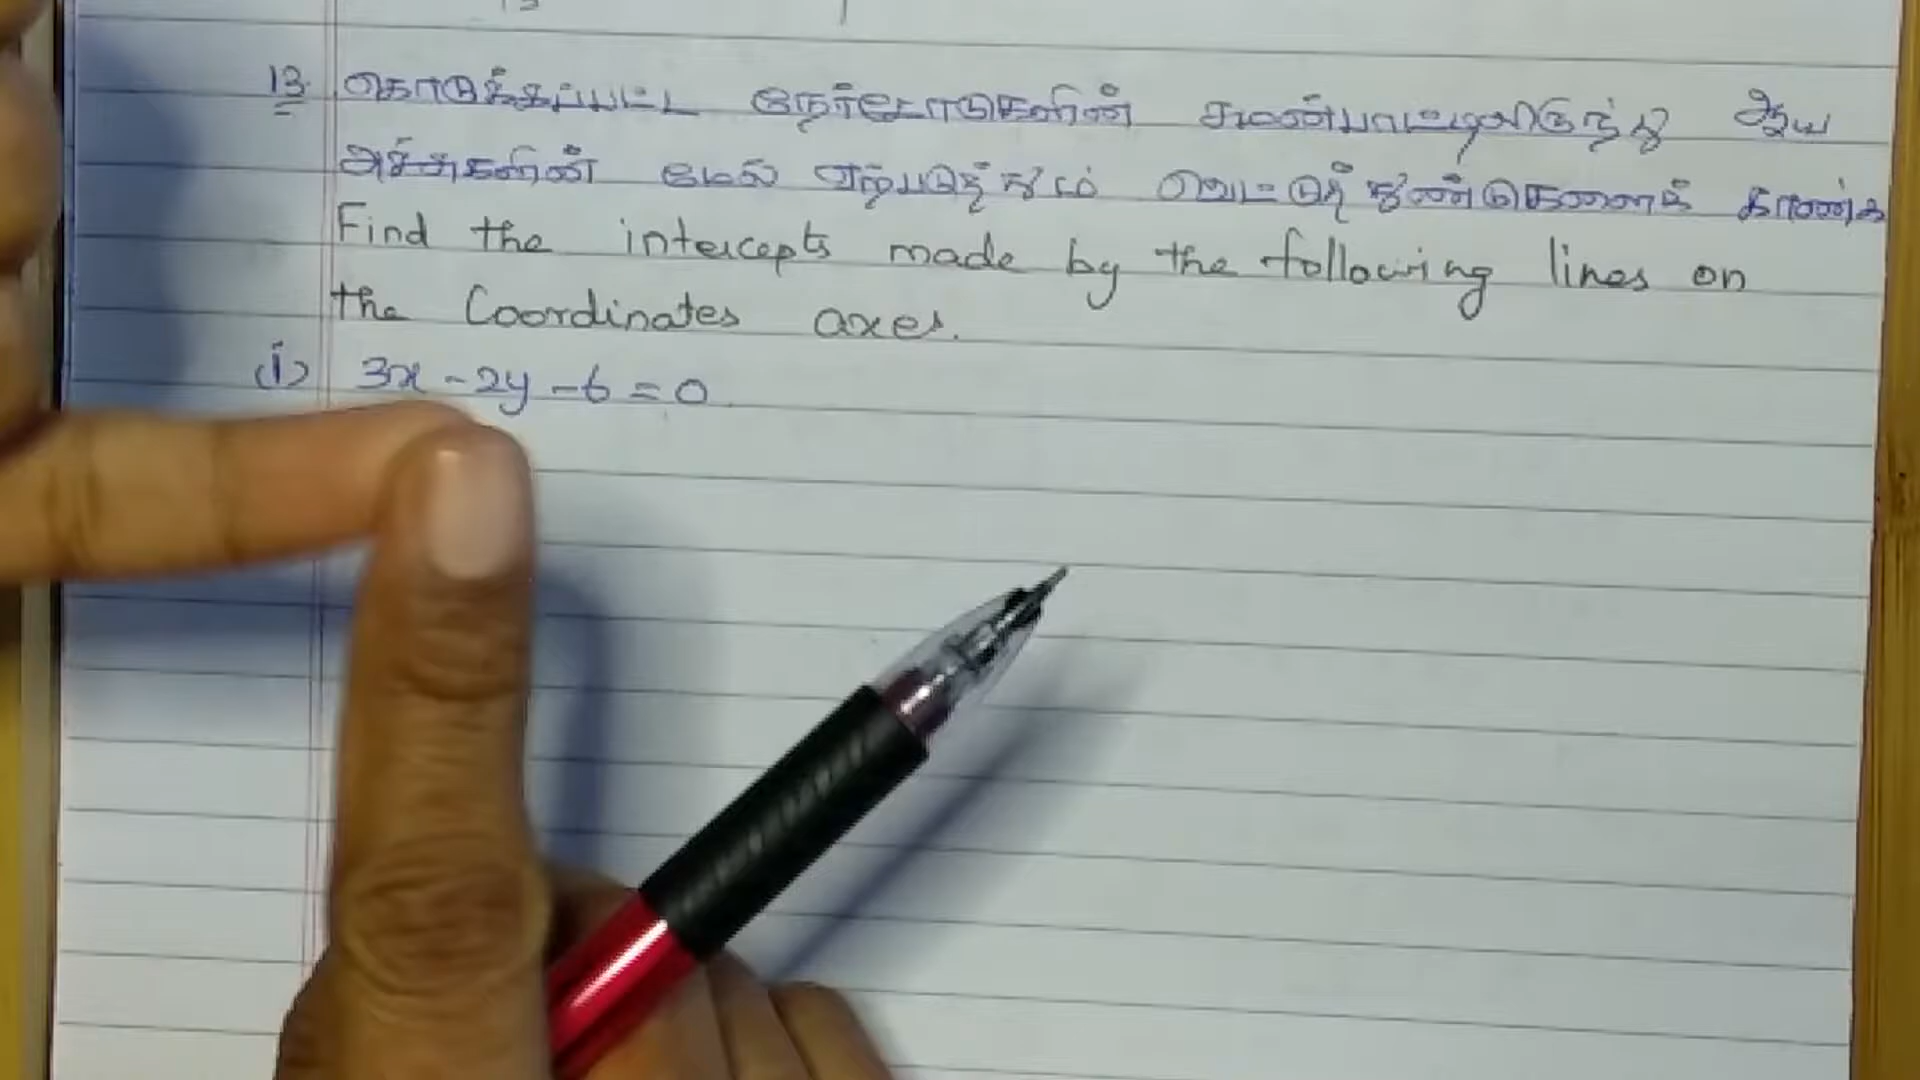 13. கொடுக்கப்பட்ட நேர்கோடுகளின் சமன்பாட்டிலிருந்து ஆய
அச்சுகளின் மேல் ஏற்படுத்தும் வெட்டுத் துண்டுகளைக் காண்க
Find the intercepts made by the following lines on
the Coordinates axes.
(i) 3x - 2y - 6 = 0